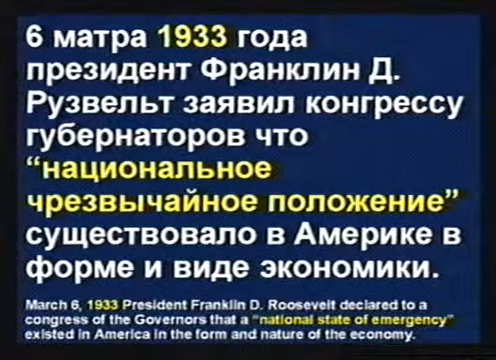 6 матра 1933 года
президент Франклин Д.
Рузвельт заявил конгрессу
губернаторов что
“национальное
чрезвычайное положение”
существовало в Америке в
форме и виде экономики.
March 6, 1933 President Franklin D. Roosevelt declared to a
congress of the Governors that a “national state of emergency”
existed in America in the form and nature of the economy.